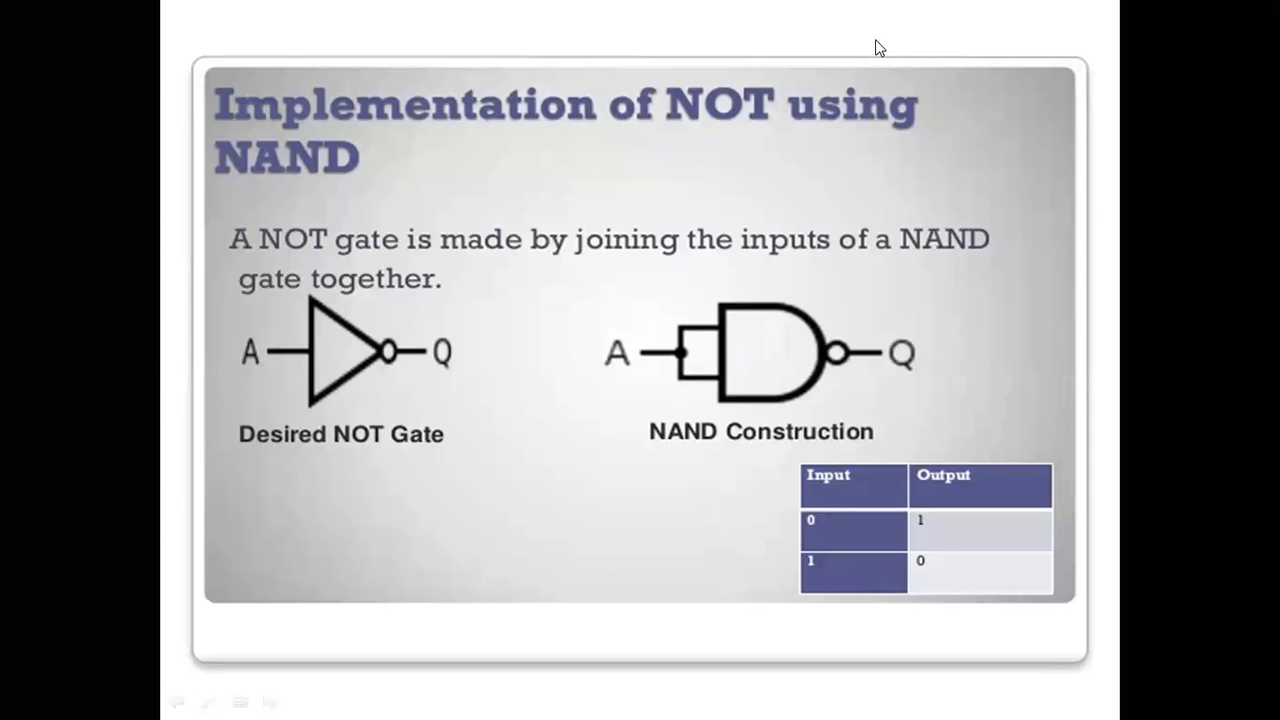 Implementation of NOT using
NAND
A NOT gate is made by joining the inputs of a NAND
gate together.
A Q
A Q
Desired NOT Gate
NAND Construction
Input Output
0 1
1 0